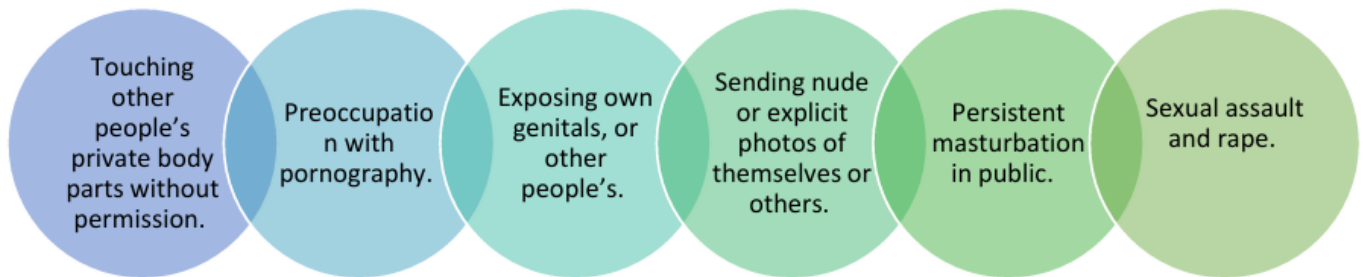 Touching
other
people's
private body
parts without
permission.
Preoccupatio
n with
pornography.
Exposing own
genitals, or
other
people's.
Sending nude
or explicit
photos of
themselves or
others.
Persistent
masturbation
in public.
Sexual assault
and rape.